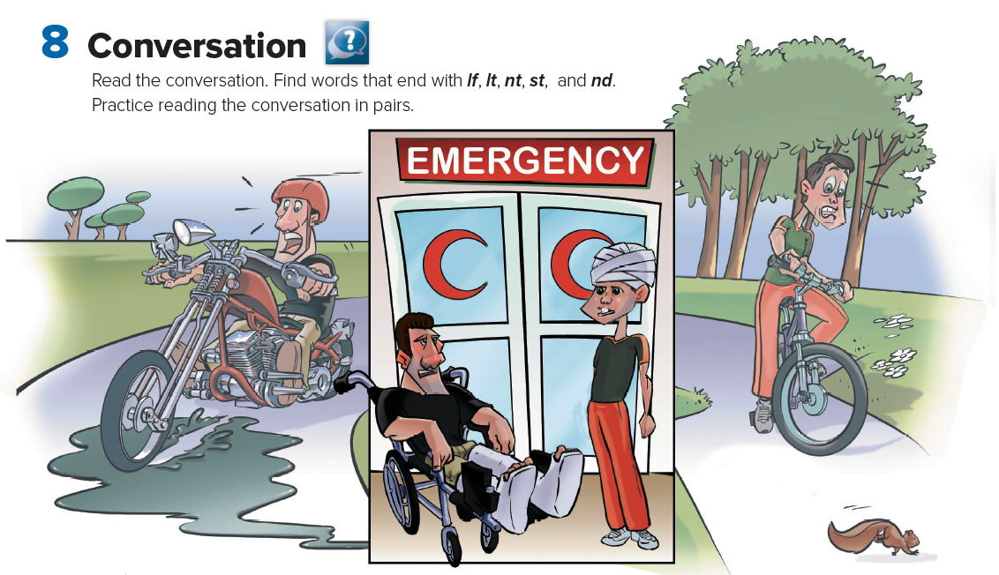 8 Conversation
?
Read the conversation. Find words that end with lf, lt, nt, st, and nd.
Practice reading the conversation in pairs.
EMERGENCY